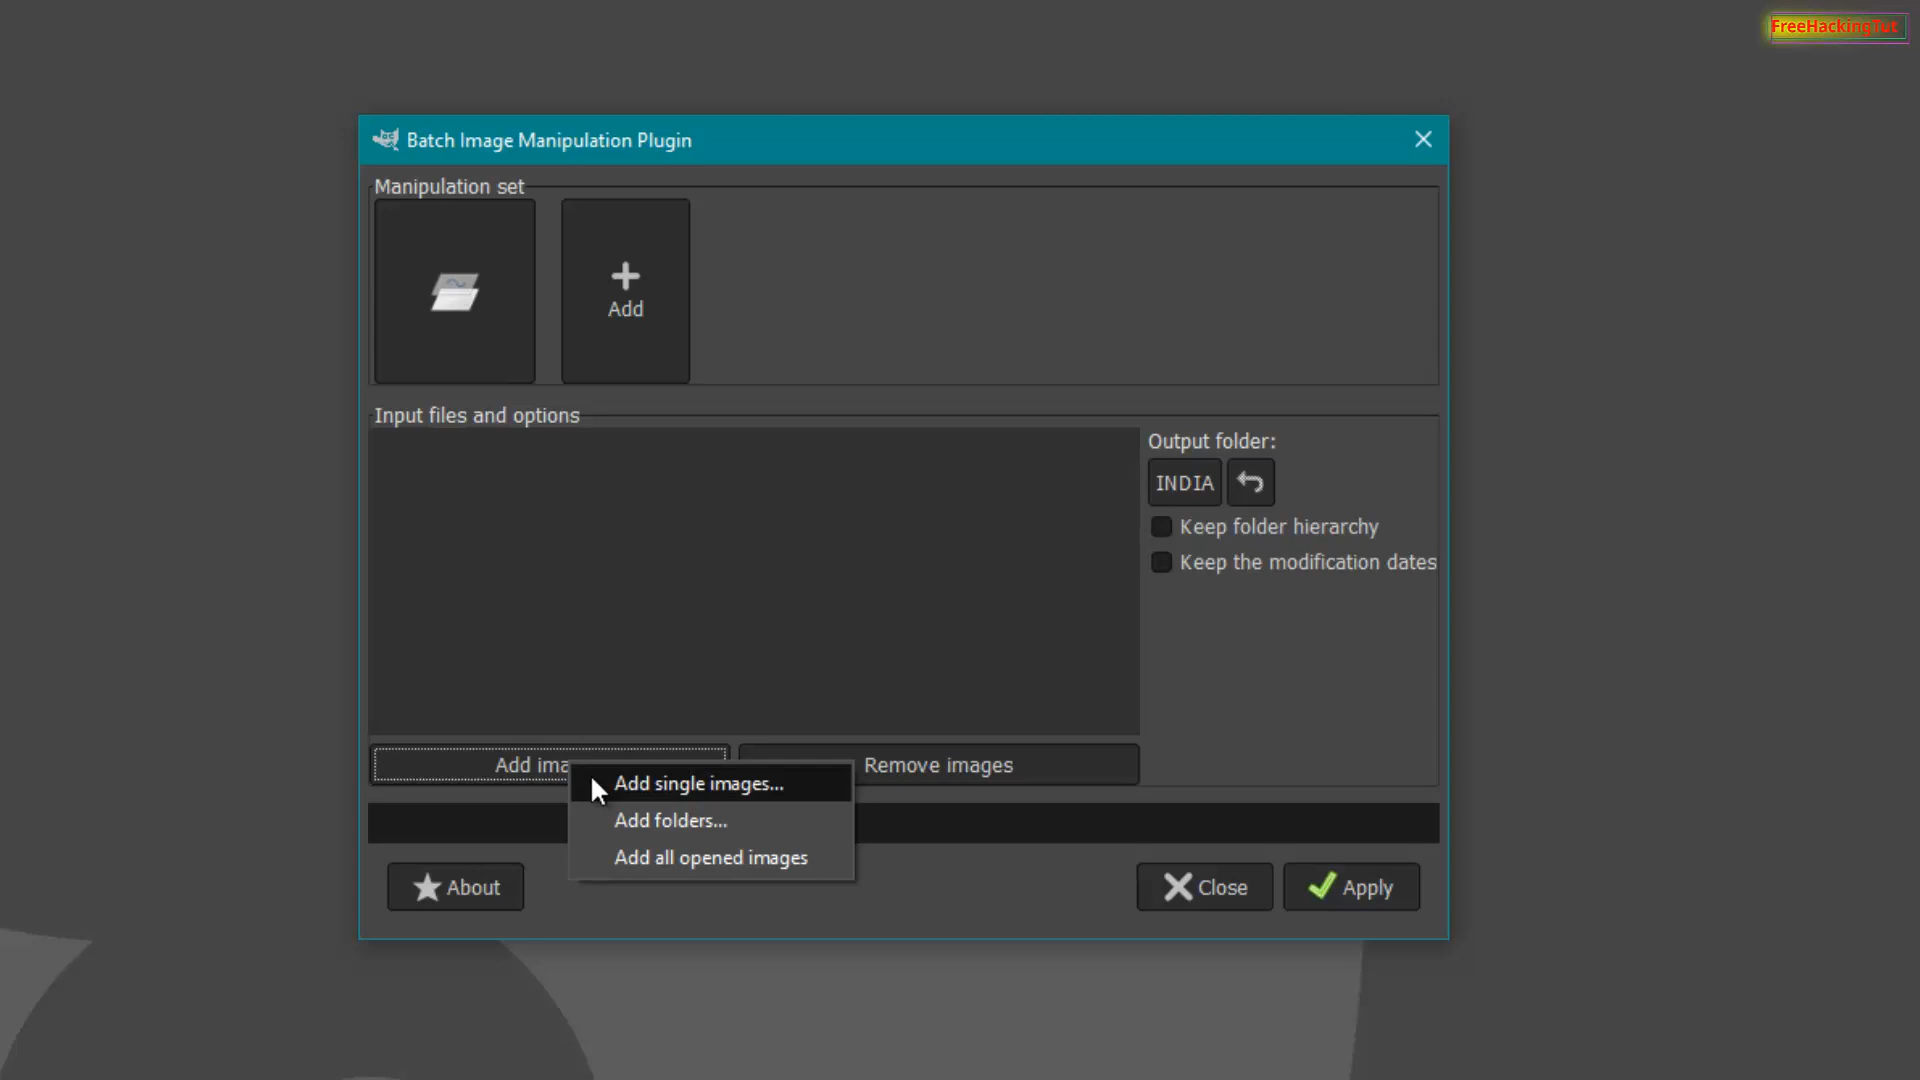 FreeHackingTut
Batch Image Manipulation Plugin
Manipulation set
Add
Input files and options
Output folder:
INDIA
Keep folder hierarchy
Keep the modification dates
Add ima
Remove images
Add single images...
Add folders...
Add all opened images
About
Close
Apply